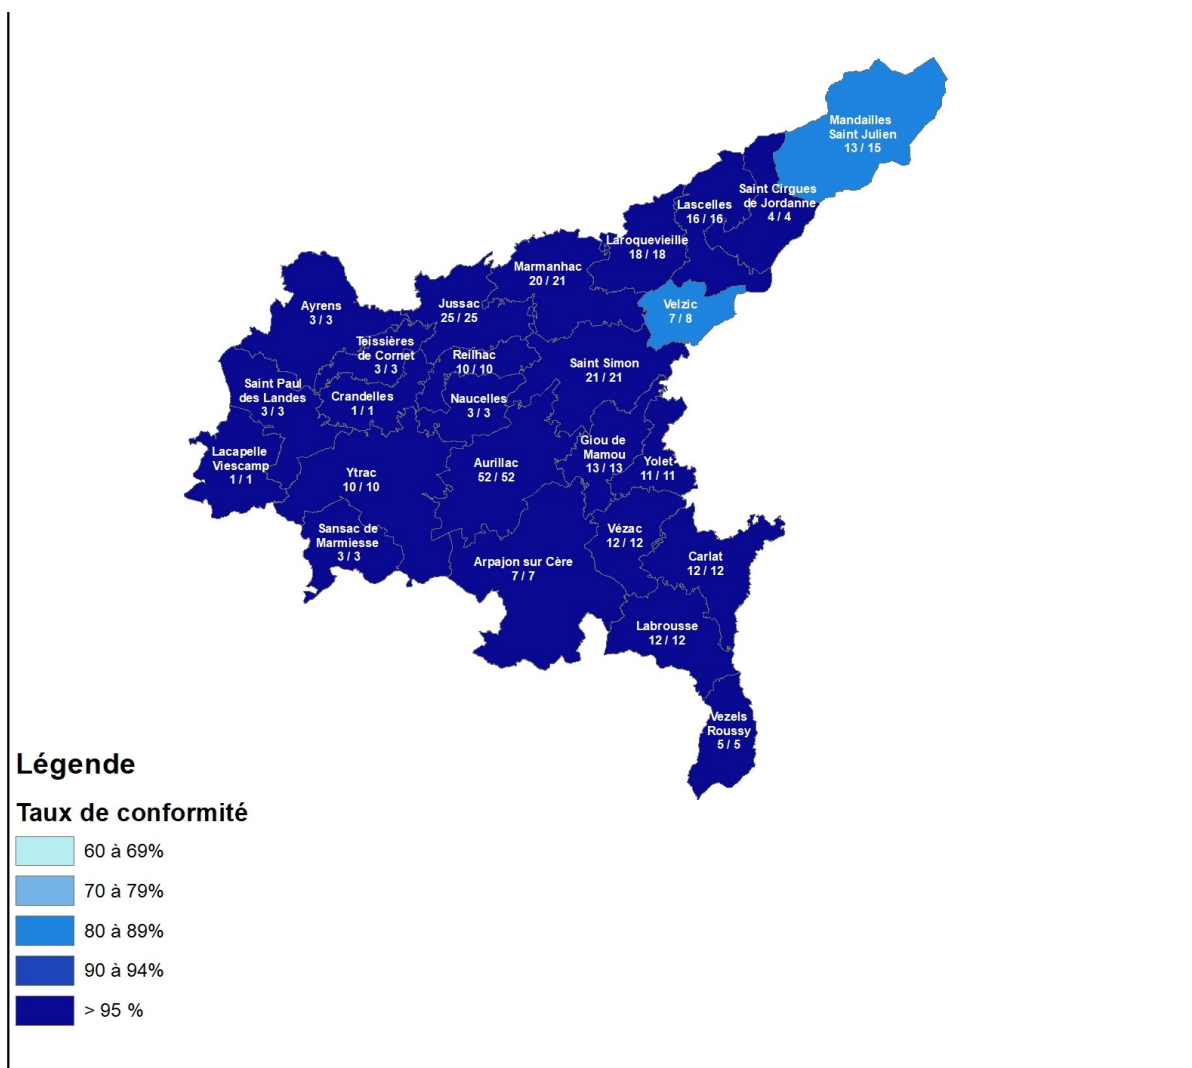 Mandailles
Saint Julien
13 / 15
Saint Cirgues
de Jordanne
4 / 4
Lascelles
16 / 16
Laroquevieille
18 / 18
Marmanhac
20 / 21
Velzic
7 / 8
Ayrens
3 / 3
Jussac
25 / 25
Teissières
de Cornet
3 / 3
Reilhac
10 / 10
Saint Simon
21 / 21
Saint Paul
des Landes
3 / 3
Crandelles
1 / 1
Naucelles
3 / 3
Giou de
Mamou
13 / 13
Lacapelle
Viescamp
1 / 1
Ytrac
10 / 10
Aurillac
52 / 52
Yolet
11 / 11
Sansac de
Marmiesse
3 / 3
Vézac
12 / 12
Arpajon sur Cère
7 / 7
Carlat
12 / 12
Labrousse
12 / 12
Vezels
Roussy
5 / 5
Légende
Taux de conformité
60 à 69%
70 à 79%
80 à 89%
90 à 94%
> 95 %